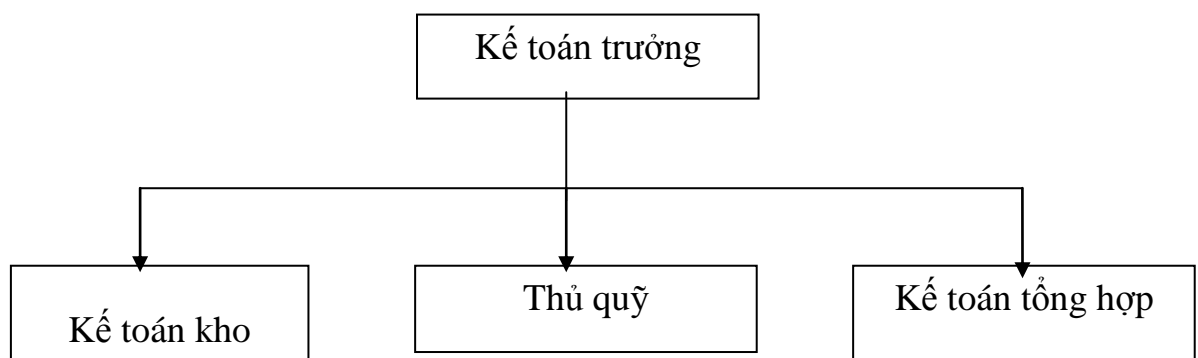 Kế toán trưởng
Kế toán kho
Thủ quỹ
Kế toán tổng hợp